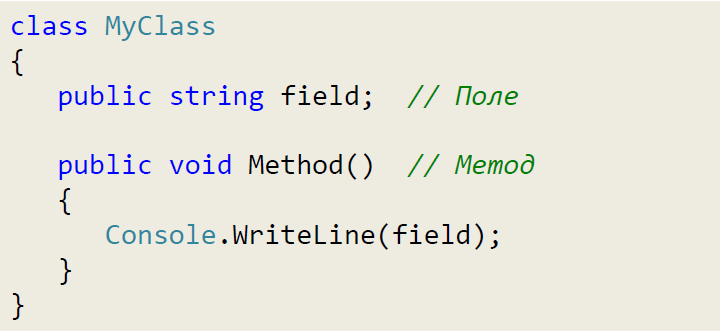 class MyClass
{
public string field; // Поле
public void Method() // Метод
{
Console.WriteLine(field);
}
}